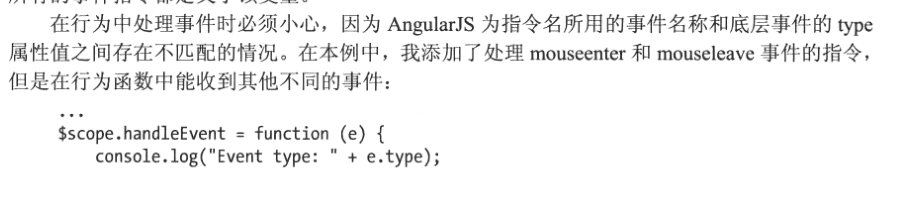 在行为中处理事件时必须小心，因为 AngularJS 为指令名所用的事件名称和底层事件的 type
属性值之间存在不匹配的情况。在本例中，我添加了处理 mouseenter 和 mouseleave 事件的指令，
但是在行为函数中能收到其他不同的事件：
...
$scope.handleEvent = function (e) {
console.log("Event type: " + e.type);